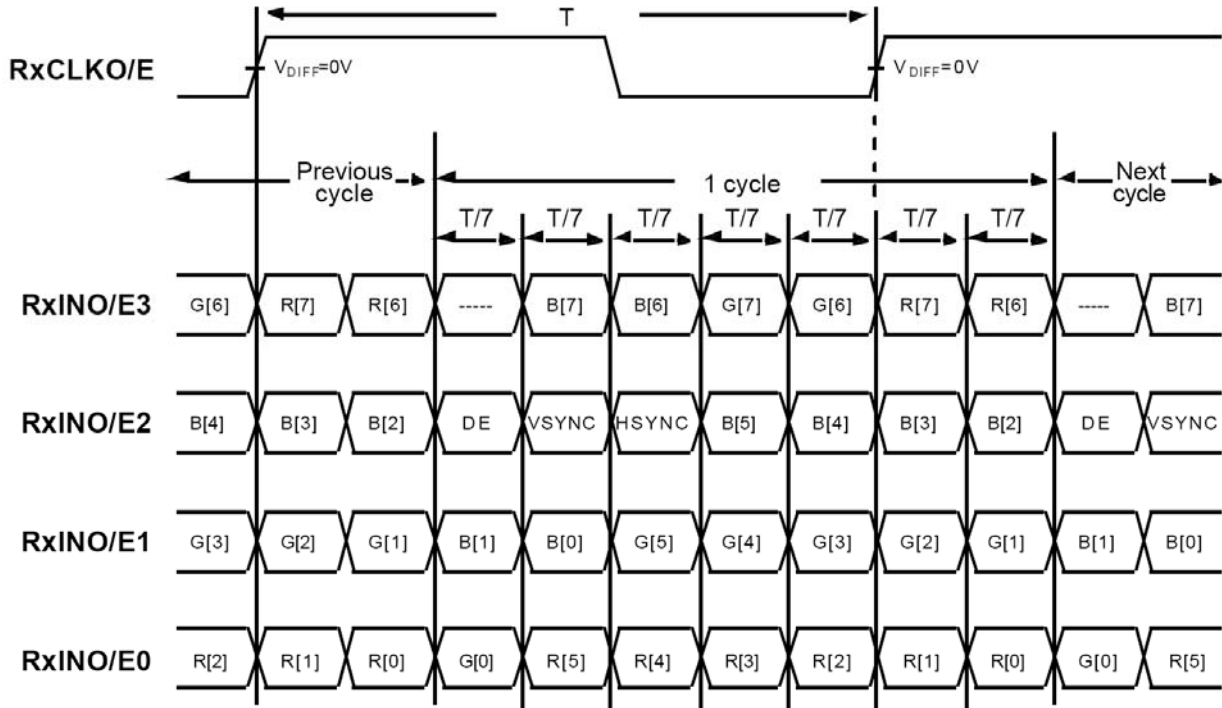 T
RxCLKO/E
VDIFF=0V
VDIFF=0V
Previous
cycle
1 cycle
Next
cycle
T/7 T/7 T/7 T/7 T/7 T/7 T/7
RxINO/E3 G[6] R[7] R[6] ----- B[7] B[6] G[7] G[6] R[7] R[6] ----- B[7]
RxINO/E2 B[4] B[3] B[2] DE VSYNC HSYNC B[5] B[4] B[3] B[2] DE VSYNC
RxINO/E1 G[3] G[2] G[1] B[1] B[0] G[5] G[4] G[3] G[2] G[1] B[1] B[0]
RxINO/E0 R[2] R[1] R[0] G[0] R[5] R[4] R[3] R[2] R[1] R[0] G[0] R[5]